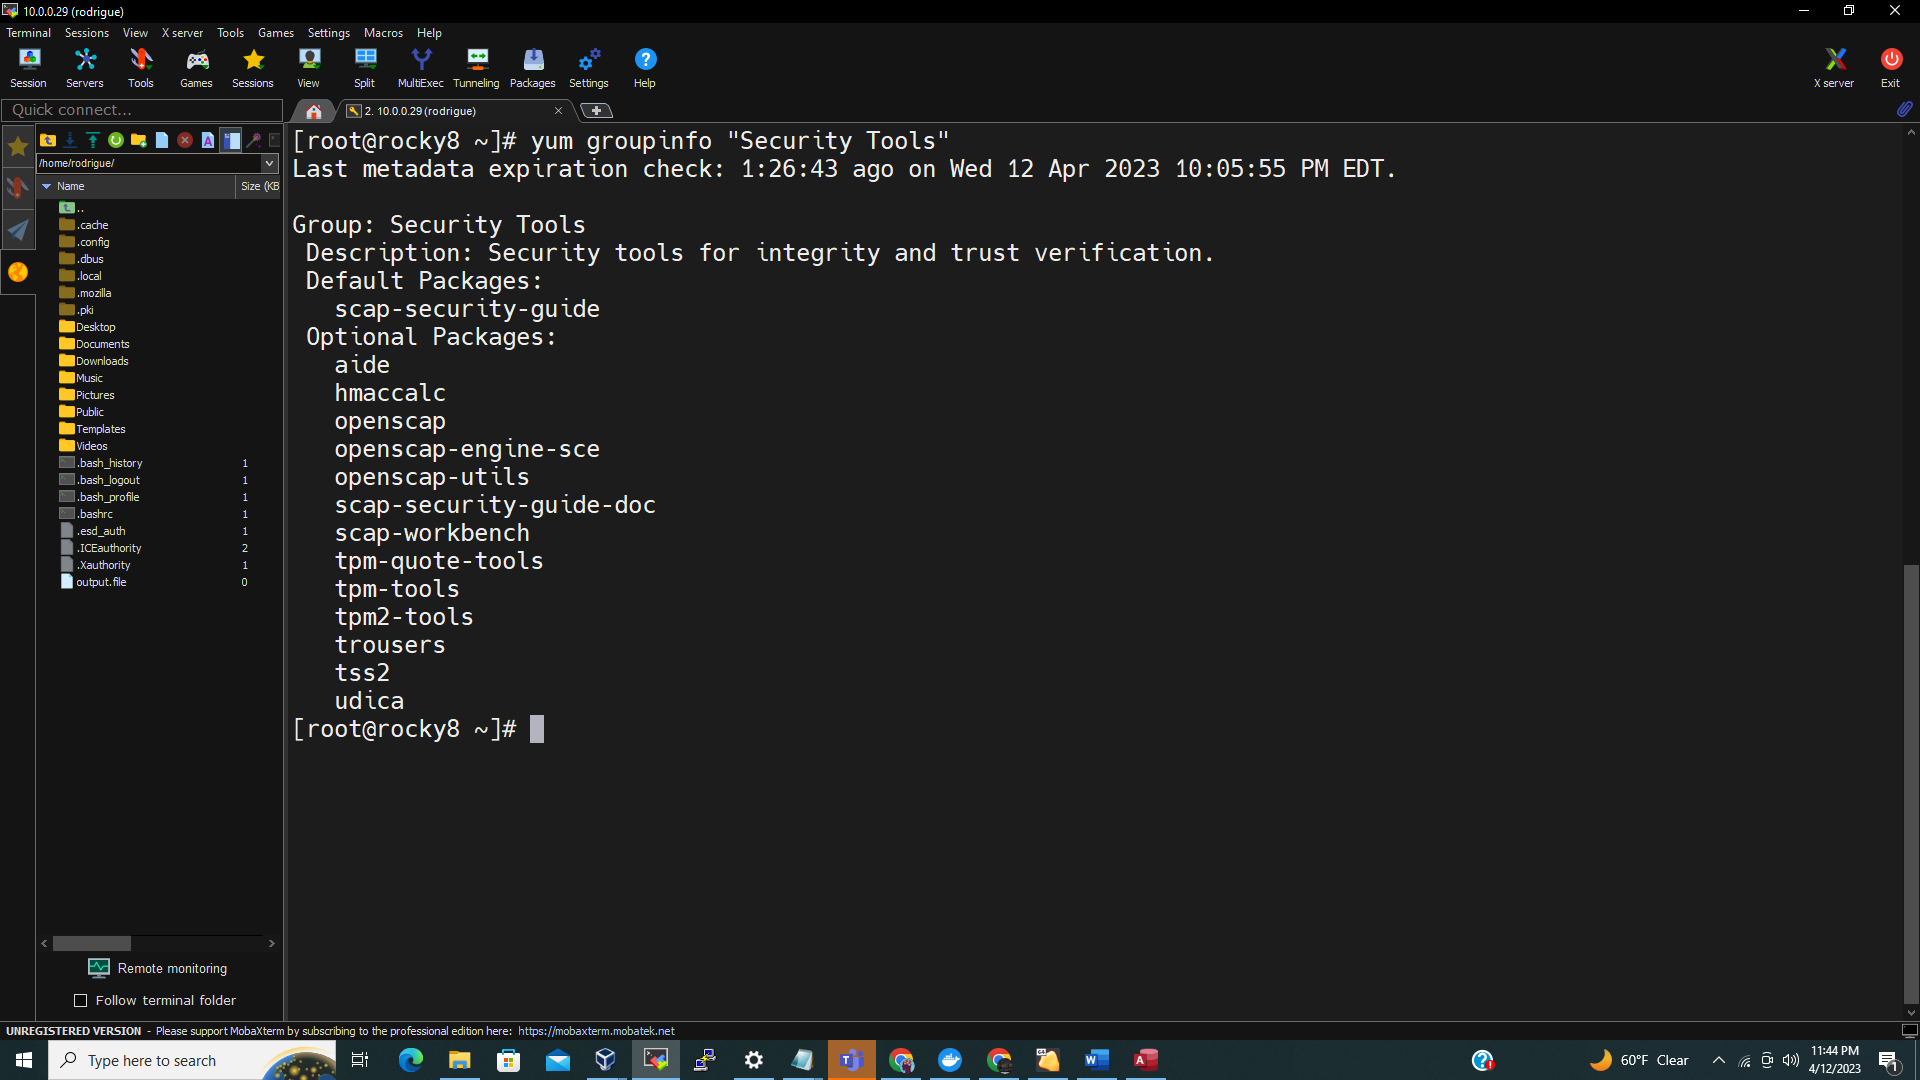 10.0.0.29 (rodrigue)
Terminal Sessions View X server Tools Games Settings Macros Help
Session Servers Tools Games Sessions View Split MultiExec Tunneling Packages Settings Help X server Exit
Quick connect...
2. 10.0.0.29 (rodrigue)
/home/rodrigue/
Name Size (KB
..
.cache
.config
.dbus
.local
.mozilla
.pki
Desktop
Documents
Downloads
Music
Pictures
Public
Templates
Videos
.bash_history 1
.bash_logout 1
.bash_profile 1
.bashrc 1
.esd_auth 1
.ICEauthority 2
.Xauthority 1
output.file 0
Remote monitoring
Follow terminal folder
[root@rocky8 ~]# yum groupinfo "Security Tools"
Last metadata expiration check: 1:26:43 ago on Wed 12 Apr 2023 10:05:55 PM EDT.
Group: Security Tools
Description: Security tools for integrity and trust verification.
Default Packages:
scap-security-guide
Optional Packages:
aide
hmaccalc
openscap
openscap-engine-sce
openscap-utils
scap-security-guide-doc
scap-workbench
tpm-quote-tools
tpm-tools
tpm2-tools
trousers
tss2
udica
[root@rocky8 ~]#
UNREGISTERED VERSION - Please support MobaXterm by subscribing to the professional edition here: https://mobaxterm.mobatek.net
Type here to search
60°F Clear
11:44 PM
4/12/2023
1